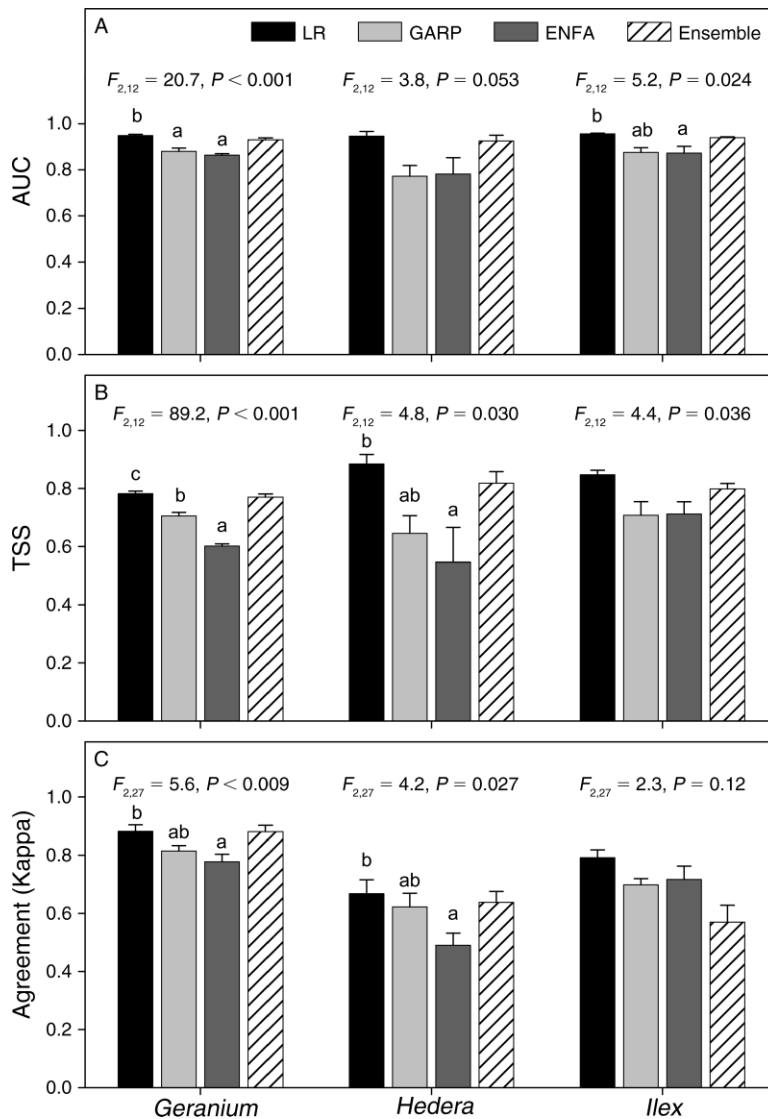 A LR GARP ENFA Ensemble
F2,12 = 20.7, P < 0.001 F2,12 = 3.8, P = 0.053 F2,12 = 5.2, P = 0.024
b a a b ab a
AUC
1.0
0.8
0.6
0.4
0.2
0.0
B
F2,12 = 89.2, P < 0.001 F2,12 = 4.8, P = 0.030 F2,12 = 4.4, P = 0.036
c b a b ab a
TSS
1.0
0.8
0.6
0.4
0.2
0.0
C
F2,27 = 5.6, P < 0.009 F2,27 = 4.2, P = 0.027 F2,27 = 2.3, P = 0.12
b ab a b ab a
Agreement (Kappa)
1.0
0.8
0.6
0.4
0.2
0.0
Geranium Hedera Ilex